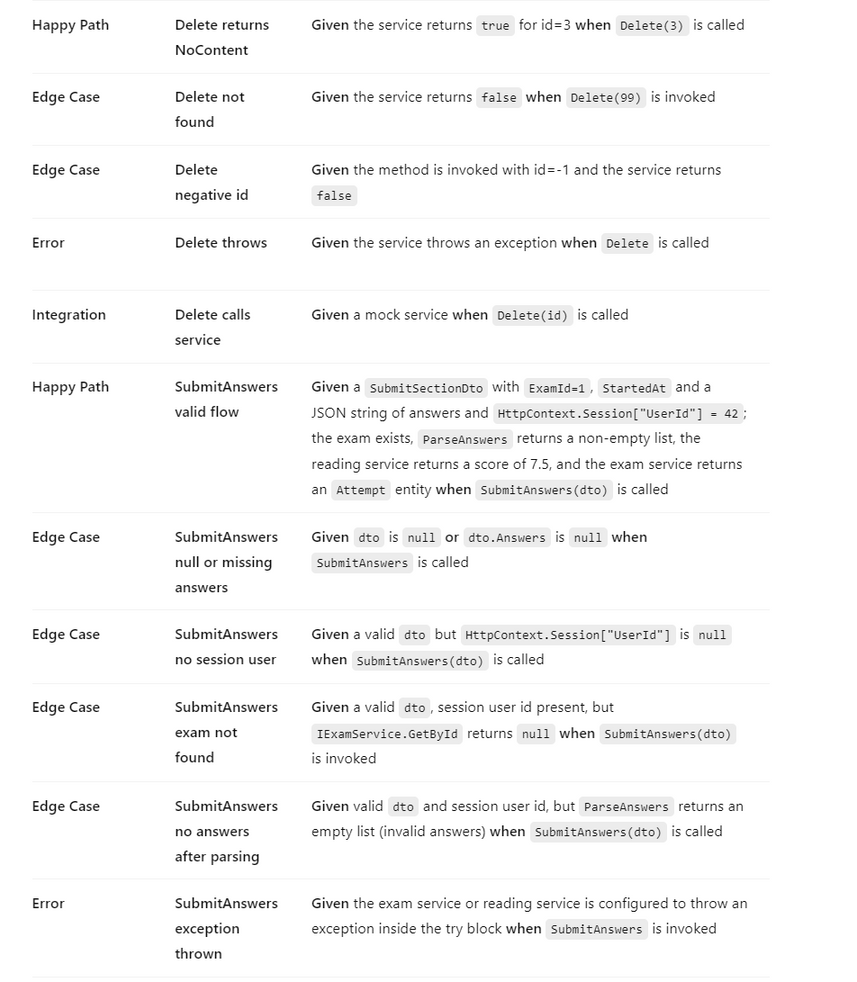 Happy Path Delete returns Given the service returns true for id=3 when Delete(3) is called
NoContent
Edge Case Delete not Given the service returns false when Delete(99) is invoked
found
Edge Case Delete Given the method is invoked with id=-1 and the service returns
negative id false
Error Delete throws Given the service throws an exception when Delete is called
Integration Delete calls Given a mock service when Delete(id) is called
service
Happy Path SubmitAnswers Given a SubmitSectionDto with ExamId=1, StartedAt and a
valid flow JSON string of answers and HttpContext.Session["UserId"] = 42;
the exam exists, ParseAnswers returns a non-empty list, the
reading service returns a score of 7.5, and the exam service returns
an Attempt entity when SubmitAnswers(dto) is called
Edge Case SubmitAnswers Given dto is null or dto.Answers is null when
null or missing SubmitAnswers is called
answers
Edge Case SubmitAnswers Given a valid dto but HttpContext.Session["UserId"] is null
no session user when SubmitAnswers(dto) is called
Edge Case SubmitAnswers Given a valid dto, session user id present, but
exam not IExamService.GetById returns null when SubmitAnswers(dto)
found is invoked
Edge Case SubmitAnswers Given valid dto and session user id, but ParseAnswers returns an
no answers empty list (invalid answers) when SubmitAnswers(dto) is called
after parsing
Error SubmitAnswers Given the exam service or reading service is configured to throw an
exception exception inside the try block when SubmitAnswers is invoked
thrown